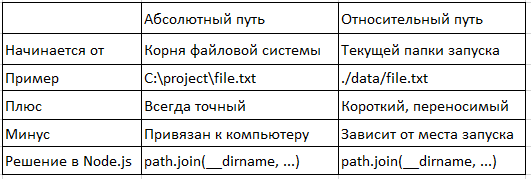 Абсолютный путь Относительный путь
Начинается от Корня файловой системы Текущей папки запуска
Пример C:\project\file.txt ./data/file.txt
Плюс Всегда точный Короткий, переносимый
Минус Привязан к компьютеру Зависит от места запуска
Решение в Node.js path.join(__dirname, ...) path.join(__dirname, ...)